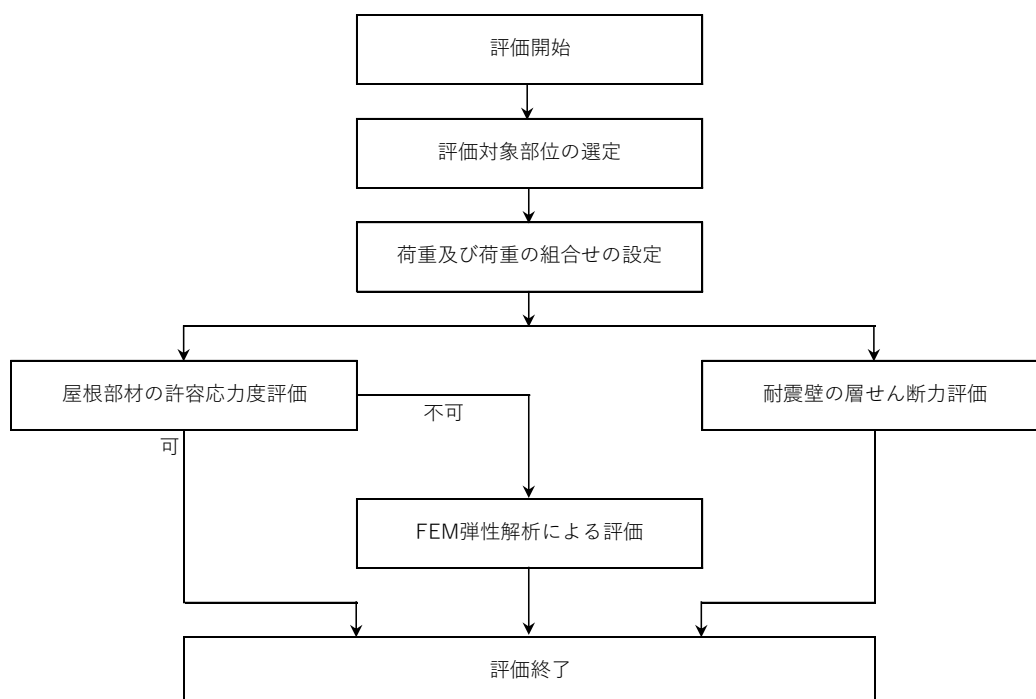 評価開始
評価対象部位の選定
荷重及び荷重の組合せの設定
屋根部材の許容応力度評価
耐震壁の層せん断力評価
不可
可
FEM弾性解析による評価
評価終了